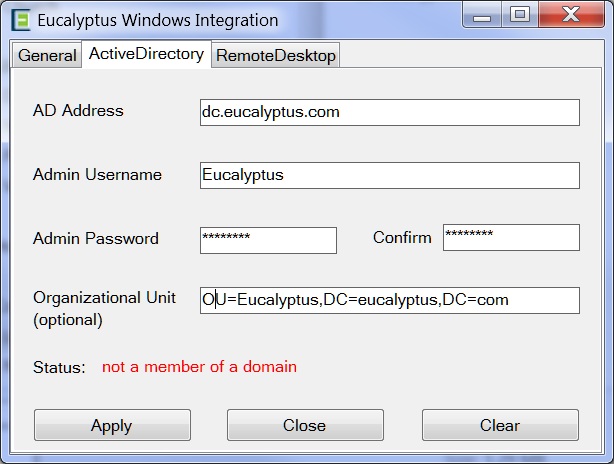 Eucalyptus Windows Integration
General ActiveDirectory RemoteDesktop
AD Address dc.eucalyptus.com
Admin Username Eucalyptus
Admin Password ******** Confirm ********
Organizational Unit OU=Eucalyptus,DC=eucalyptus,DC=com
(optional)
Status: not a member of a domain
Apply Close Clear